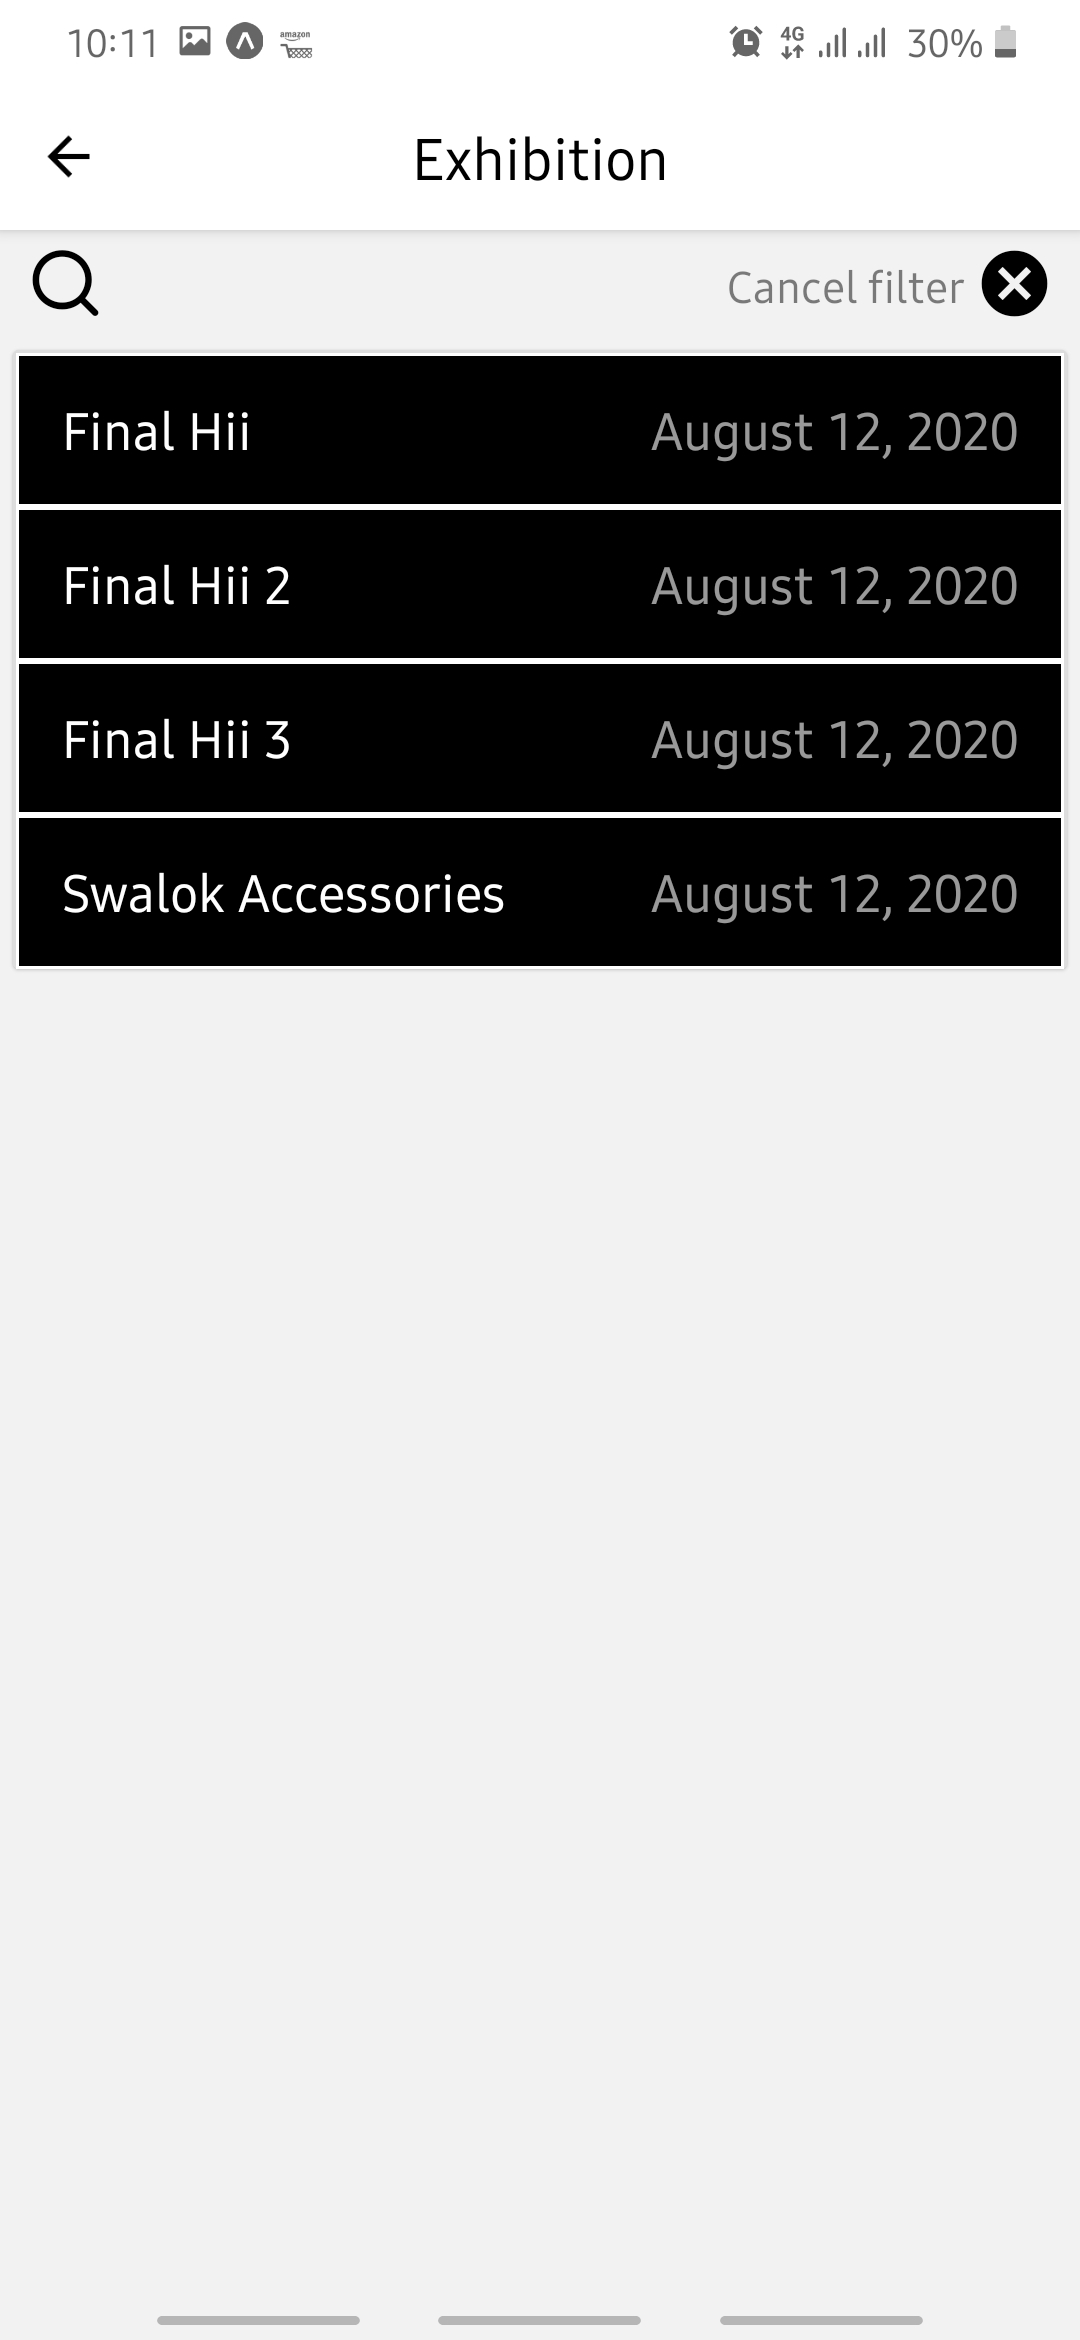 10:11 amazon 4G 30%
Exhibition
Cancel filter
Final Hii August 12, 2020
Final Hii 2 August 12, 2020
Final Hii 3 August 12, 2020
Swalok Accessories August 12, 2020